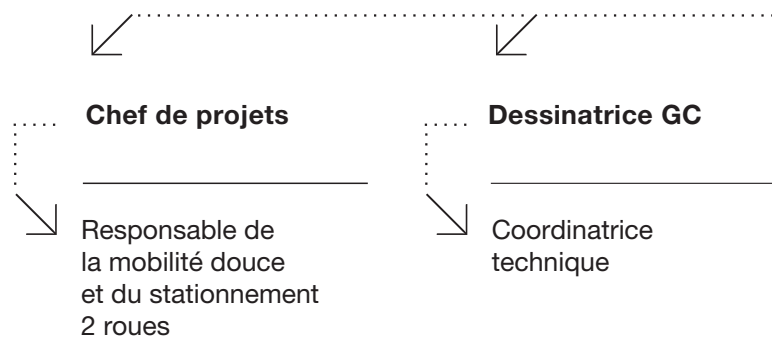 Chef de projets
Responsable de
la mobilité douce
et du stationnement
2 roues
Dessinatrice GC
Coordinatrice
technique